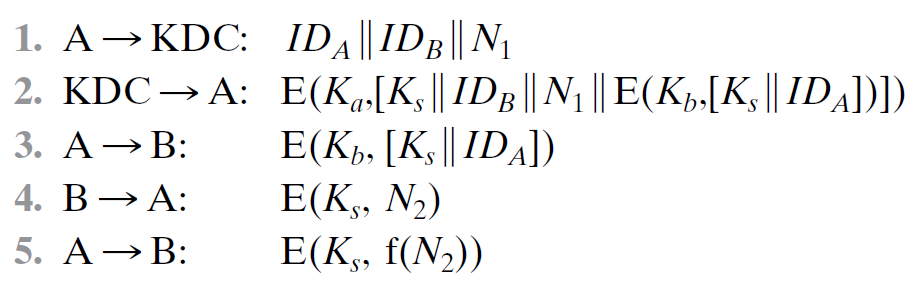 1. A → KDC: ID_A || ID_B || N_1
2. KDC → A: E(K_a,[K_s || ID_B || N_1 || E(K_b,[K_s || ID_A])])
3. A → B: E(K_b, [K_s || ID_A])
4. B → A: E(K_s, N_2)
5. A → B: E(K_s, f(N_2))